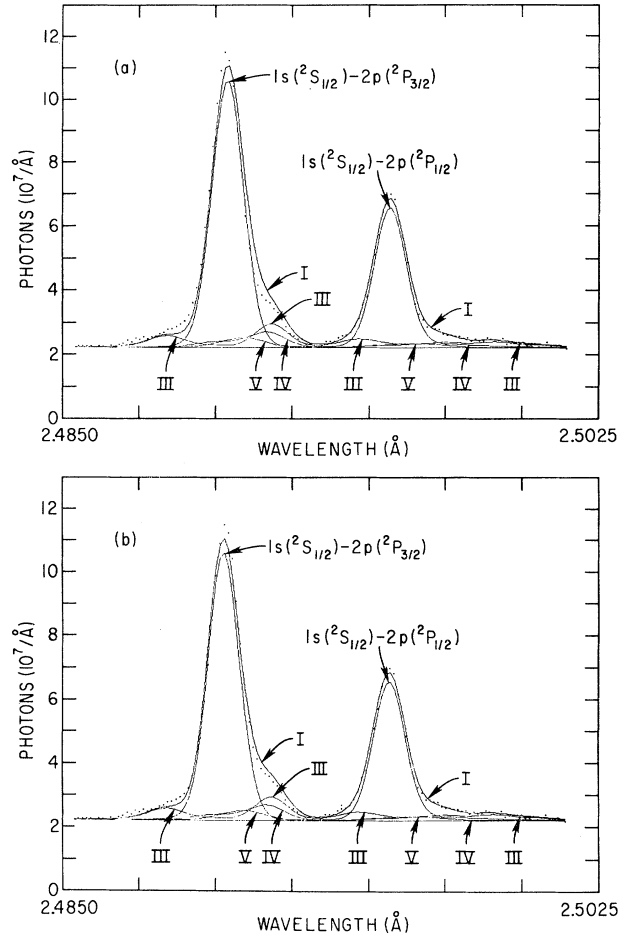 (a)
12
10
8
6
4
2
0
PHOTONS (10⁷/Å)
1s(²S₁/₂)–2p(²P₃/₂)
1s(²S₁/₂)–2p(²P₁/₂)
I
III
I
III V IV III V IV III
2.4850 2.5025
WAVELENGTH (Å)
(b)
12
10
8
6
4
2
0
PHOTONS (10⁷/Å)
1s(²S₁/₂)–2p(²P₃/₂)
1s(²S₁/₂)–2p(²P₁/₂)
I
III
I
III V IV III V IV III
2.4850 2.5025
WAVELENGTH (Å)